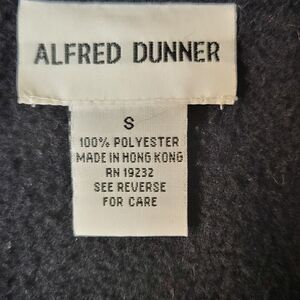 ALFRED DUNNER
S
100% POLYESTER
MADE IN HONG KONG
RN 19232
SEE REVERSE
FOR CARE